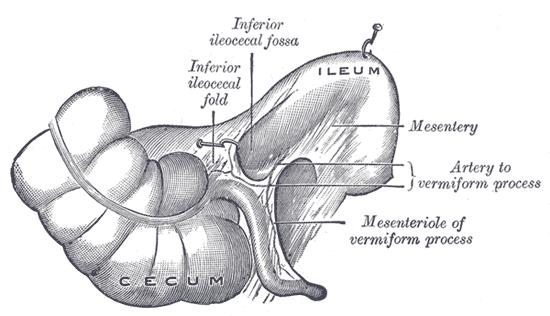 Inferior
ileocecal fossa
Inferior
ileocecal
fold
ILEUM
Mesentery
Artery to
vermiform process
Mesenteriole of
vermiform process
CECUM